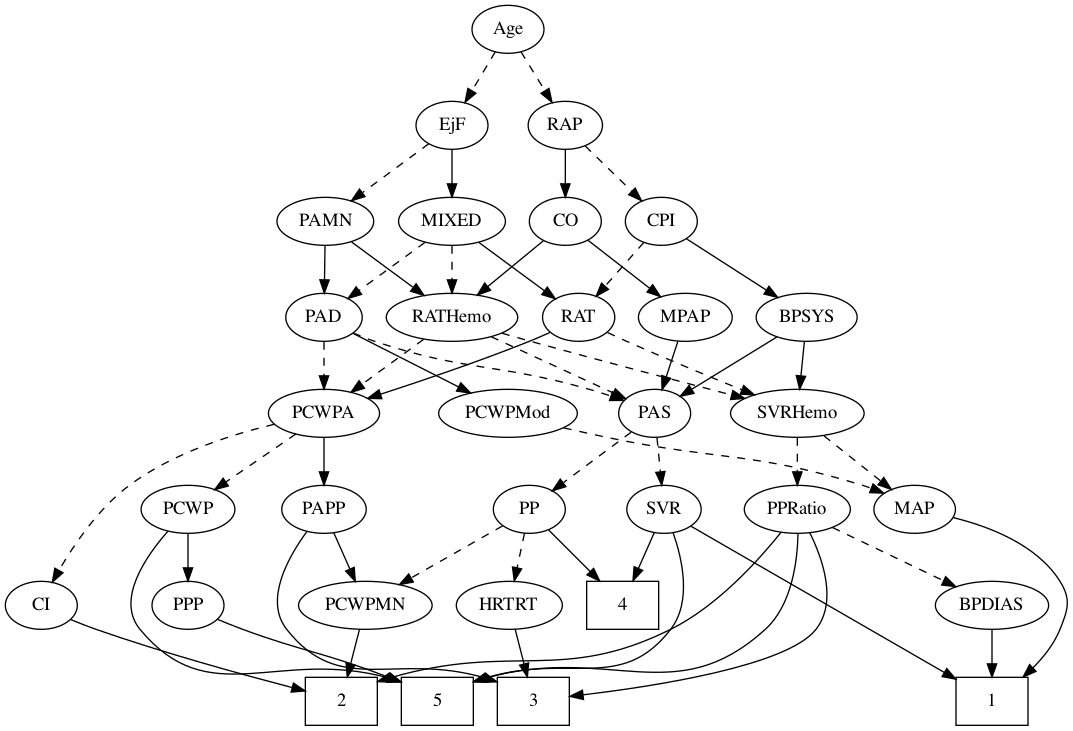 Age
EjF
RAP
PAMN
MIXED
CO
CPI
PAD
RATHemo
RAT
MPAP
BPSYS
PCWPA
PCWPMod
PAS
SVRHemo
PCWP
PAPP
PP
SVR
PPRatio
MAP
CI
PPP
PCWPMN
HRTRT
4
BPDIAS
2
5
3
1